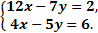 12x − 7y = 2,
4x − 5y = 6.